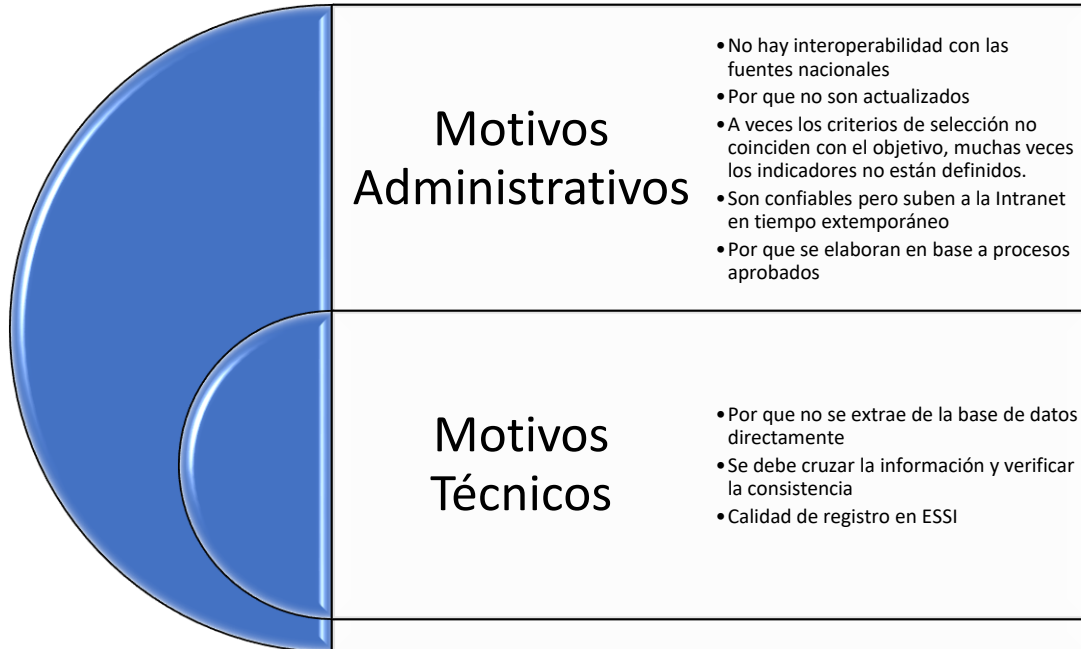 Motivos
Administrativos
•No hay interoperabilidad con las
fuentes nacionales
•Por que no son actualizados
•A veces los criterios de selección no
coinciden con el objetivo, muchas veces
los indicadores no están definidos.
•Son confiables pero suben a la Intranet
en tiempo extemporáneo
•Por que se elaboran en base a procesos
aprobados
Motivos
Técnicos
•Por que no se extrae de la base de datos
directamente
•Se debe cruzar la información y verificar
la consistencia
•Calidad de registro en ESSI